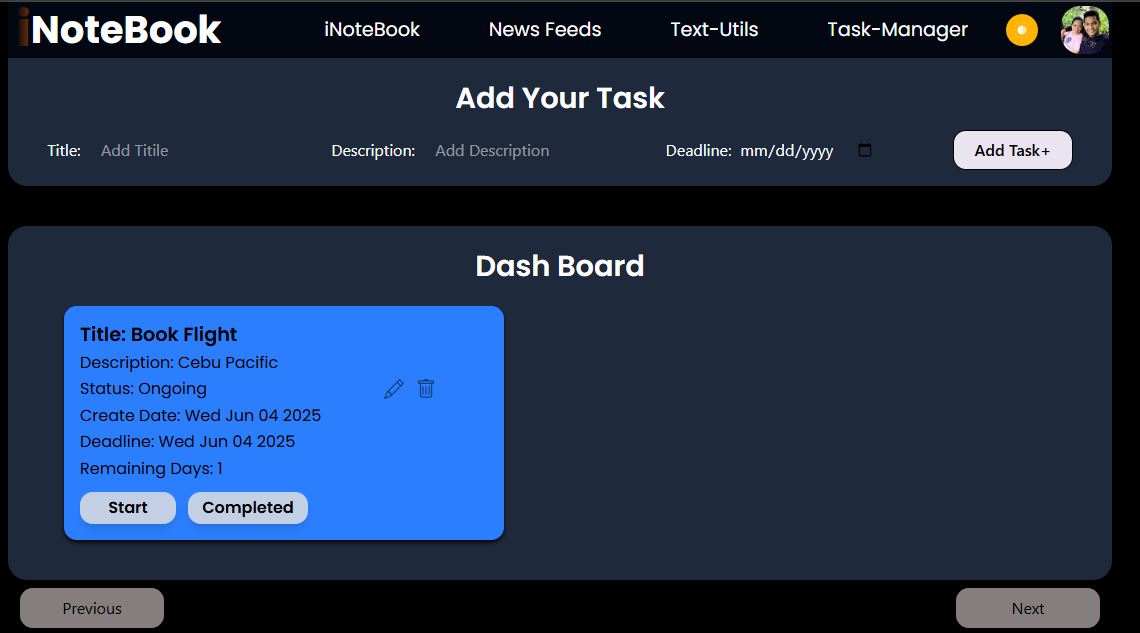 iNoteBook iNoteBook News Feeds Text-Utils Task-Manager
Add Your Task
Title: Add Titile Description: Add Description Deadline: mm/dd/yyyy Add Task+
Dash Board
Title: Book Flight
Description: Cebu Pacific
Status: Ongoing
Create Date: Wed Jun 04 2025
Deadline: Wed Jun 04 2025
Remaining Days: 1
Start Completed
Previous Next